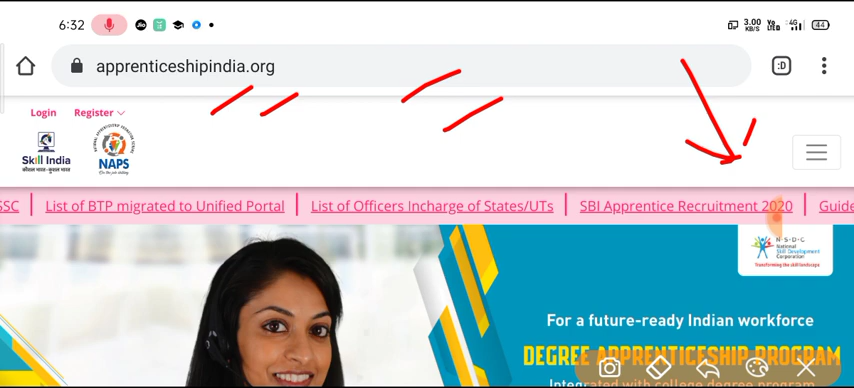 6:32 Jio 3.00 KB/S Vo LTE 4G 44
apprenticeshipindia.org :D
Login Register
Skill India
कौशल भारत-कुशल भारत
NAPS
SSC List of BTP migrated to Unified Portal List of Officers Incharge of States/UTs SBI Apprentice Recruitment 2020 Guide
N·S·D·C
National
Skill Development
Corporation
Transforming the skill landscape
For a future-ready Indian workforce
DEGREE APPRENTICESHIP PROGRAM
Integrated with college degree program